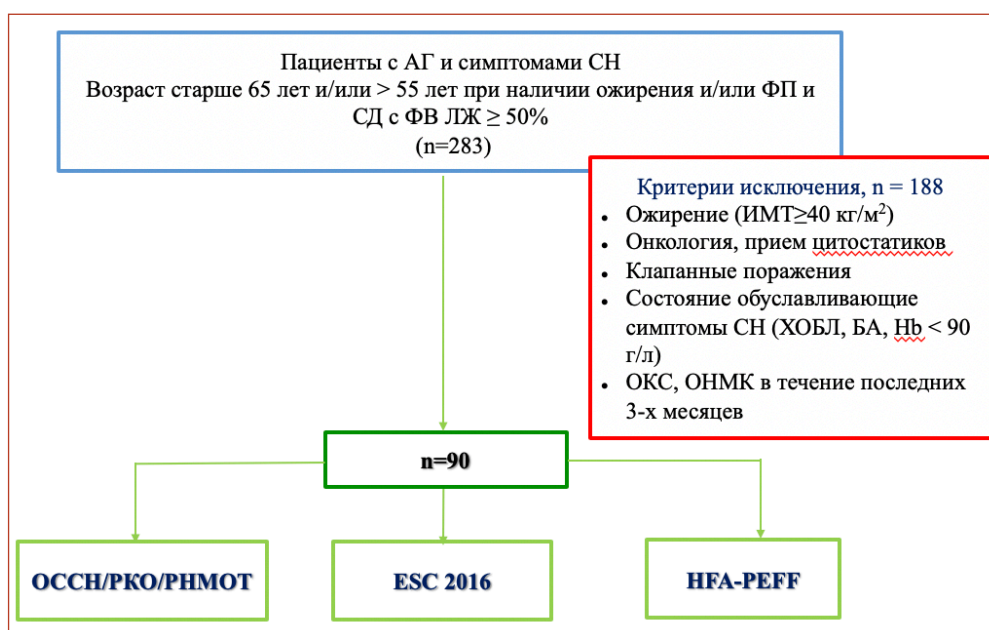 Пациенты с АГ и симптомами СН
Возраст старше 65 лет и/или > 55 лет при наличии ожирения и/или ФП и
СД с ФВ ЛЖ ≥ 50%
(n=283)
Критерии исключения, n = 188
• Ожирение (ИМТ≥40 кг/м²)
• Онкология, прием цитостатиков
• Клапанные поражения
• Состояние обуславливающие
симптомы СН (ХОБЛ, БА, Hb < 90
г/л)
• ОКС, ОНМК в течение последних
3-х месяцев
n=90
ОССН/РКО/РНМОТ
ESC 2016
HFA-PEFF